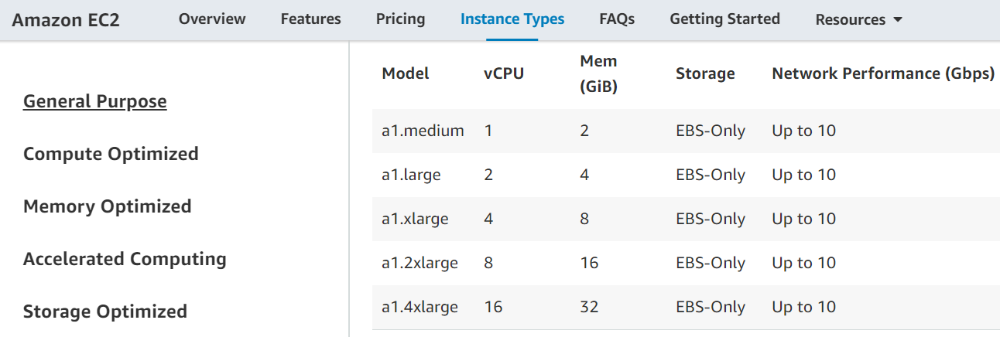 Amazon EC2 Overview Features Pricing Instance Types FAQs Getting Started Resources
General Purpose
Compute Optimized
Memory Optimized
Accelerated Computing
Storage Optimized
Model vCPU Mem (GiB) Storage Network Performance (Gbps)
a1.medium 1 2 EBS-Only Up to 10
a1.large 2 4 EBS-Only Up to 10
a1.xlarge 4 8 EBS-Only Up to 10
a1.2xlarge 8 16 EBS-Only Up to 10
a1.4xlarge 16 32 EBS-Only Up to 10